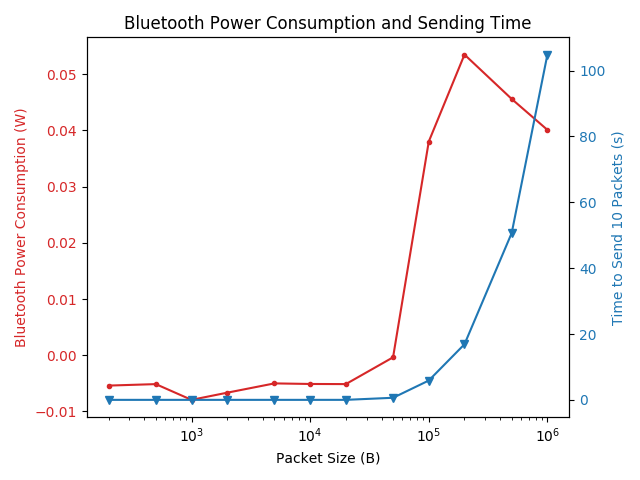 Bluetooth Power Consumption and Sending Time
Bluetooth Power Consumption (W)
0.05
0.04
0.03
0.02
0.01
0.00
−0.01
100
80
60
40
20
0
Time to Send 10 Packets (s)
10³ 10⁴ 10⁵ 10⁶
Packet Size (B)